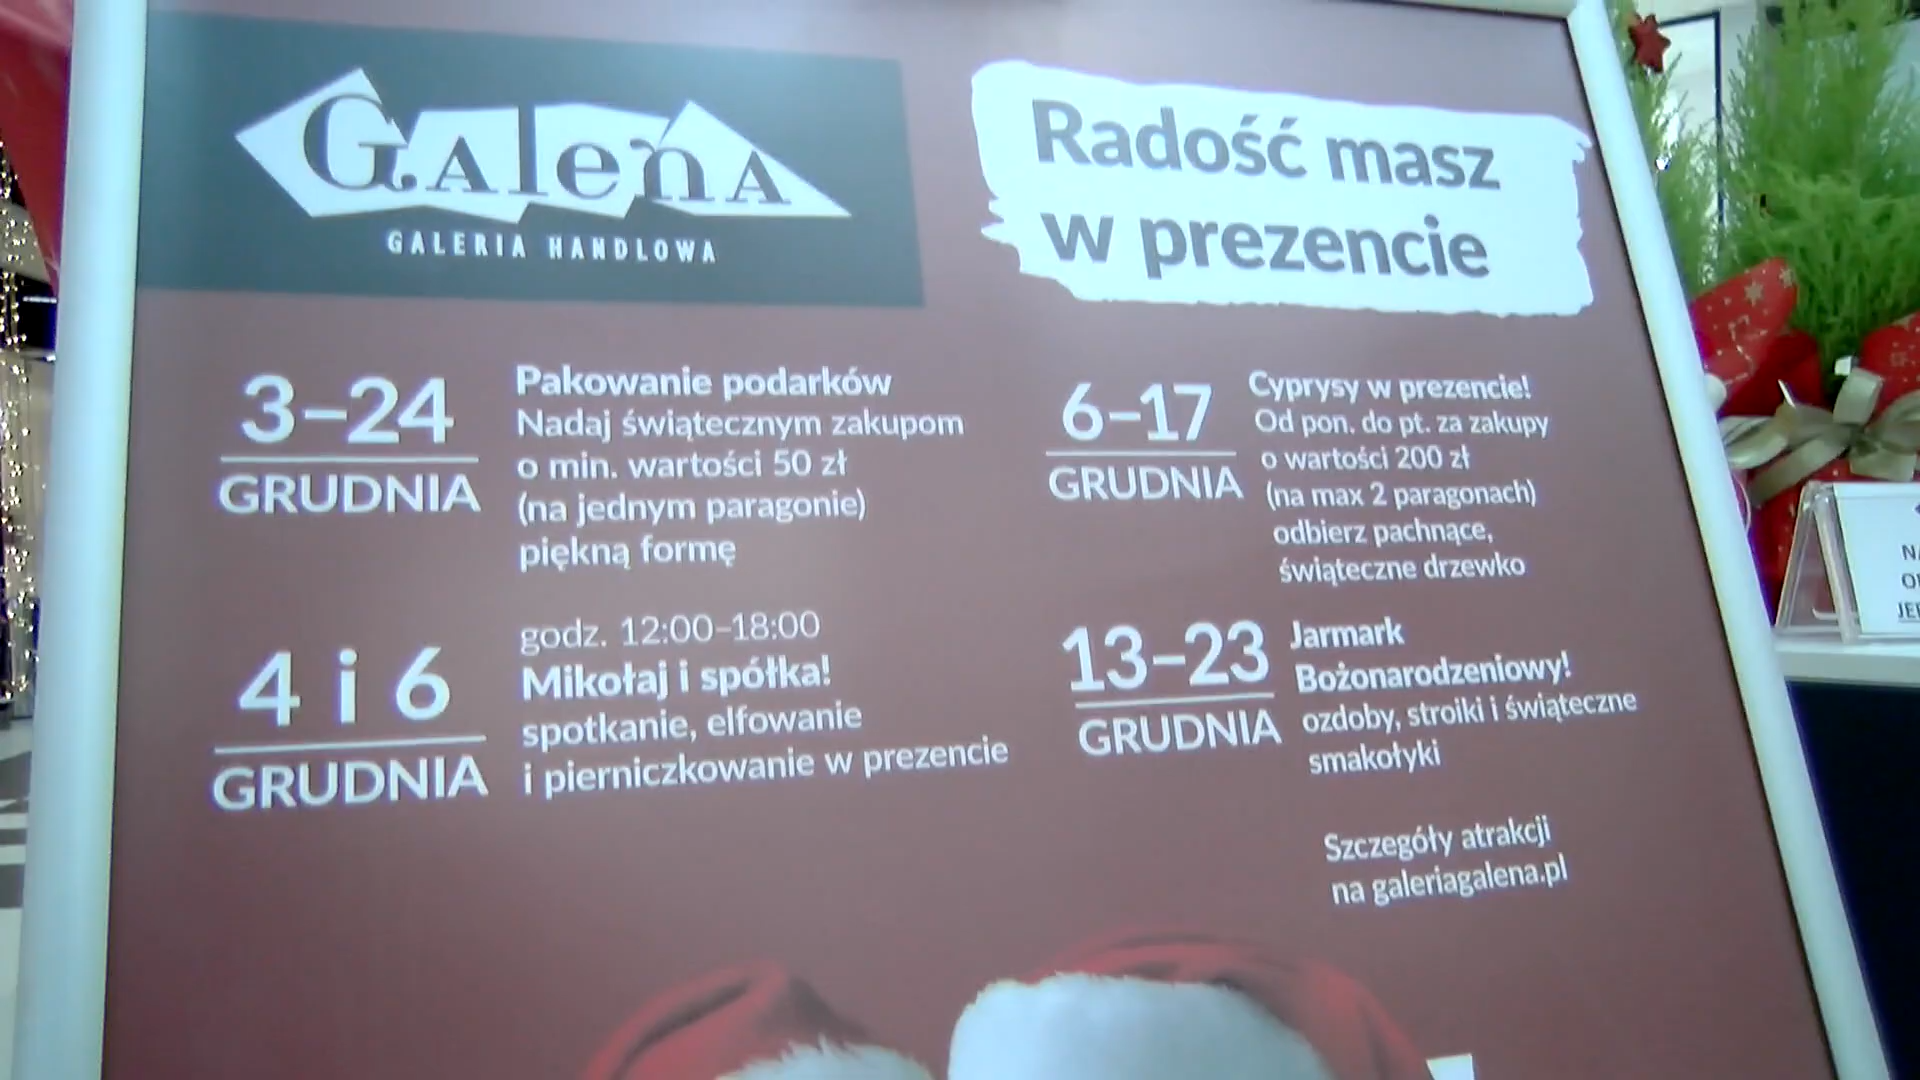 GAleńA
GALERIA HANDLOWA
Radość masz
w prezencie
3–24
GRUDNIA
Pakowanie podarków
Nadaj świątecznym zakupom
o min. wartości 50 zł
(na jednym paragonie)
piękną formę
4 i 6
GRUDNIA
godz. 12:00–18:00
Mikołaj i spółka!
spotkanie, elfowanie
i pierniczkowanie w prezencie
6–17
GRUDNIA
Cyprysy w prezencie!
Od pon. do pt. za zakupy
o wartości 200 zł
(na max 2 paragonach)
odbierz pachnące,
świąteczne drzewko
13–23
GRUDNIA
Jarmark
Bożonarodzeniowy!
ozdoby, stroiki i świąteczne
smakołyki
Szczegóły atrakcji
na galeriagalena.pl